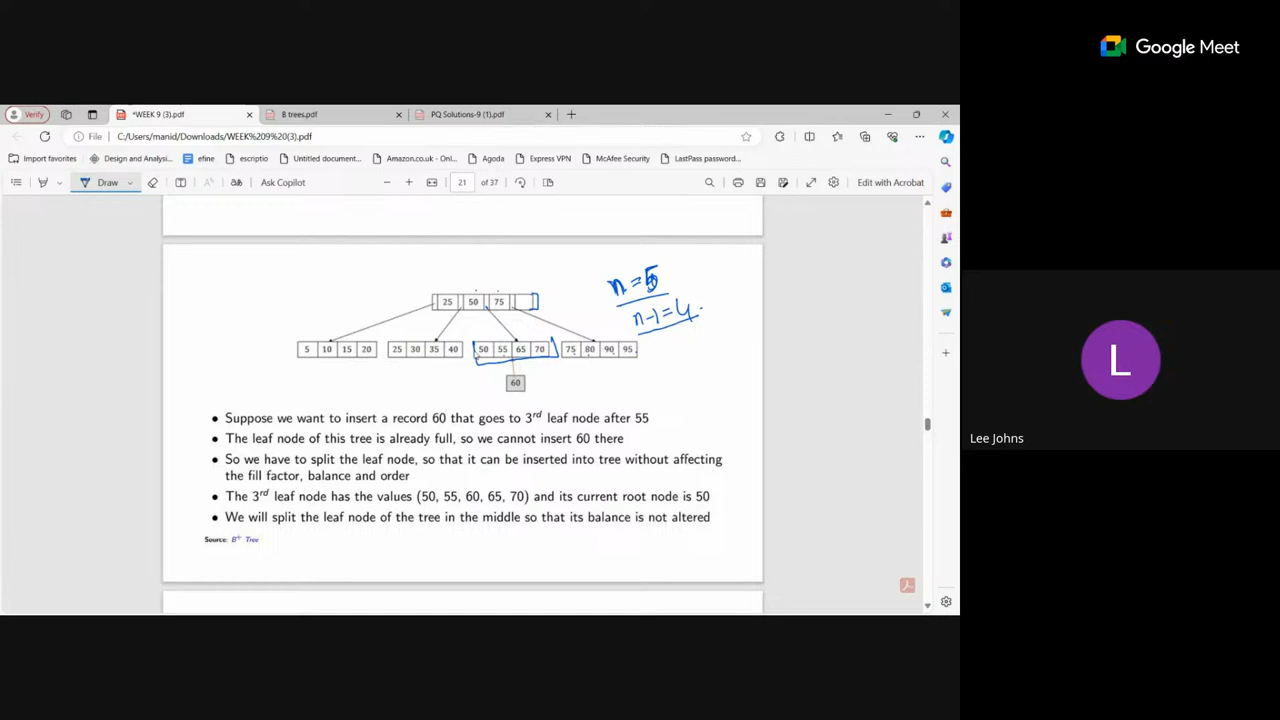 Google Meet
Verify
*WEEK 9 (3).pdf
B trees.pdf
PQ Solutions-9 (1).pdf
File
C:/Users/manid/Downloads/WEEK%209%20(3).pdf
Import favorites
Design and Analysi...
efine
escriptio
Untitled document...
Amazon.co.uk - Onl...
Agoda
Express VPN
McAfee Security
LastPass password...
Draw
Ask Copilot
21 of 37
Edit with Acrobat
n = 5
n-1 = 4
25 50 75
5 10 15 20 25 30 35 40 50 55 65 70 75 80 90 95
60
• Suppose we want to insert a record 60 that goes to 3rd leaf node after 55
• The leaf node of this tree is already full, so we cannot insert 60 there
• So we have to split the leaf node, so that it can be inserted into tree without affecting
the fill factor, balance and order
• The 3rd leaf node has the values (50, 55, 60, 65, 70) and its current root node is 50
• We will split the leaf node of the tree in the middle so that its balance is not altered
Source: B+ Tree
L
Lee Johns